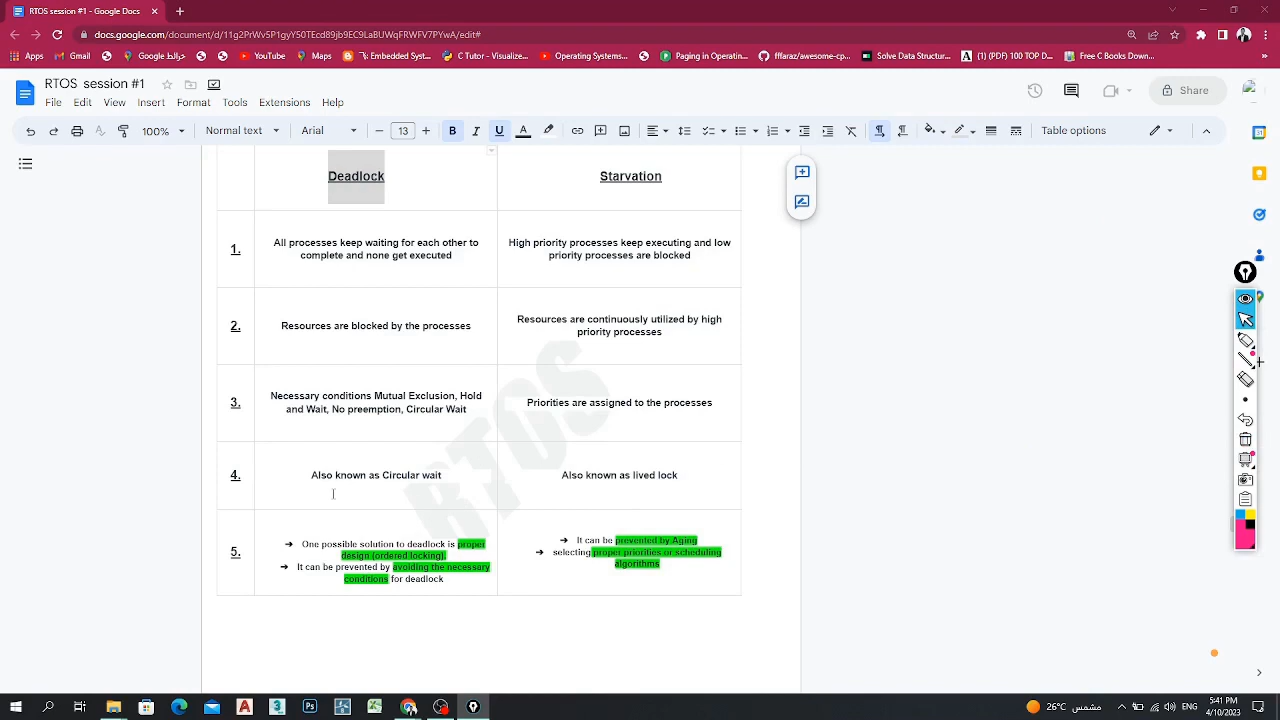 RTOS session #1 - Google Docs
docs.google.com/document/d/11g2PrWv5P1gyY50TEcd89jb9EC9LaBUWqFRWFV7PYwA/edit#
Apps
Gmail
Google خرائط
YouTube
Maps
Embedded Syst...
C Tutor - Visualize...
Operating Systems:...
Paging in Operatin...
fffaraz/awesome-cp...
Solve Data Structur...
(1) (PDF) 100 TOP D...
Free C Books Down...
RTOS session #1
File Edit View Insert Format Tools Extensions Help
Share
100% Normal text Arial 13 B I U A Table options
Deadlock Starvation
1. All processes keep waiting for each other to
complete and none get executed
High priority processes keep executing and low
priority processes are blocked
2. Resources are blocked by the processes
Resources are continuously utilized by high
priority processes
3. Necessary conditions Mutual Exclusion, Hold
and Wait, No preemption, Circular Wait
Priorities are assigned to the processes
4. Also known as Circular wait
Also known as lived lock
5. ➔ One possible solution to deadlock is proper
design (ordered locking).
➔ It can be prevented by avoiding the necessary
conditions for deadlock
➔ It can be prevented by Aging
➔ selecting proper priorities or scheduling
algorithms
RTOS
26°C مشمس
ENG
5:41 PM
4/10/2023